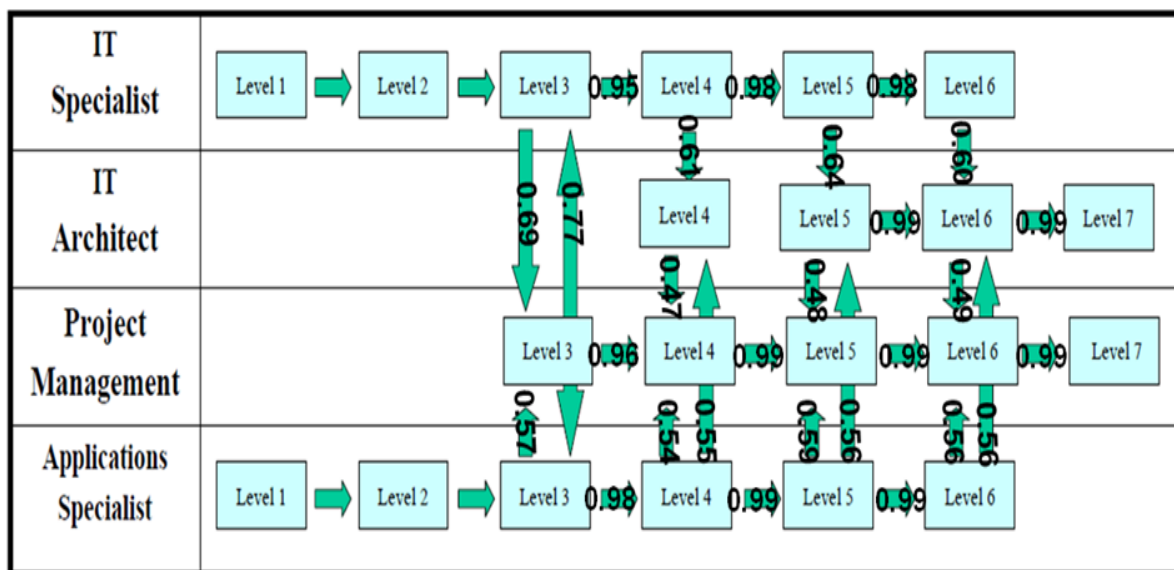 IT
Specialist
Level 1
Level 2
Level 3
0.95
Level 4
0.98
Level 5
0.98
Level 6
0.61
0.64
0.60
0.69
0.77
IT
Architect
Level 4
Level 5
0.99
Level 6
0.99
Level 7
0.47
0.48
0.49
Project
Management
Level 3
0.96
Level 4
0.99
Level 5
0.99
Level 6
0.99
Level 7
0.57
0.54
0.55
0.59
0.56
0.56
0.56
Applications
Specialist
Level 1
Level 2
Level 3
0.98
Level 4
0.99
Level 5
0.99
Level 6